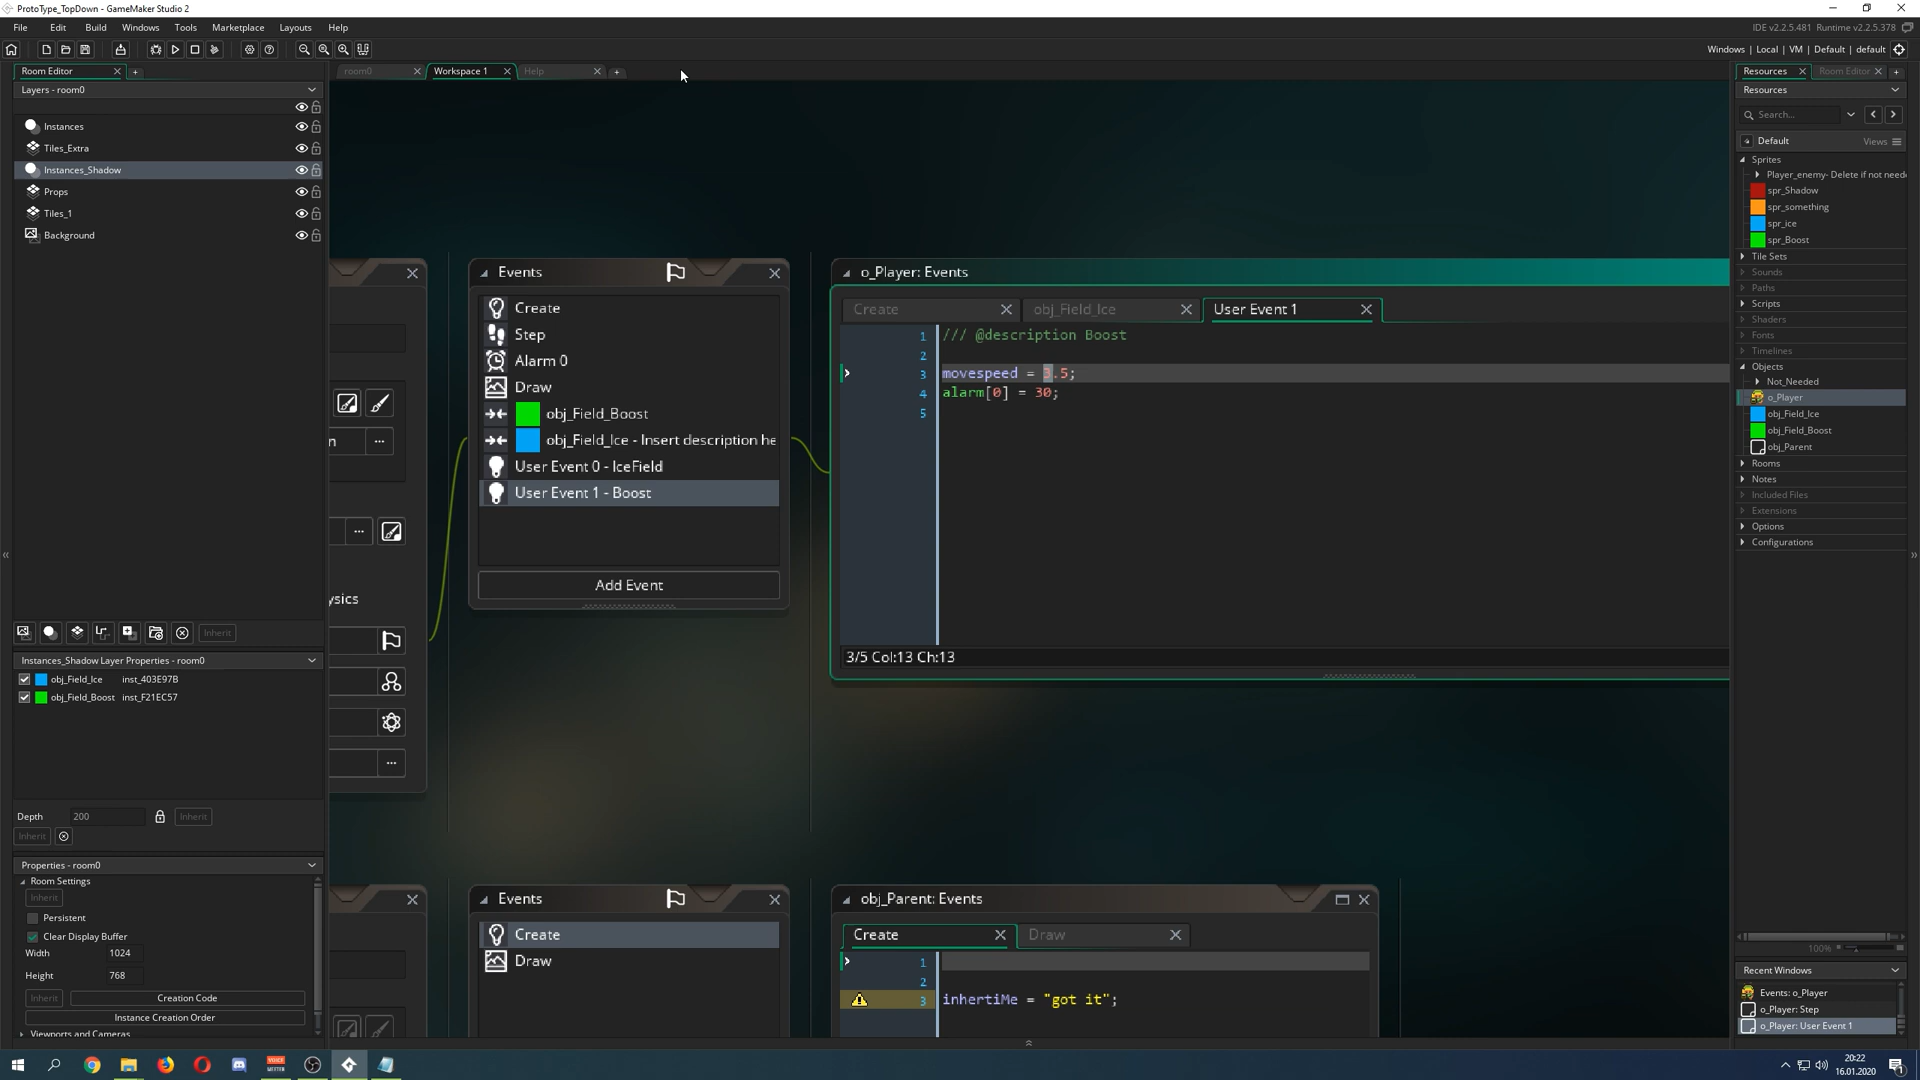 ProtoType_TopDown - GameMaker Studio 2
File Edit Build Windows Tools Marketplace Layouts Help
IDE v2.2.5.481 Runtime v2.2.5.378
Windows | Local | VM | Default | default
Room Editor
room0
Workspace 1
Help
Resources
Room Editor
Layers - room0
Instances
Tiles_Extra
Instances_Shadow
Props
Tiles_1
Background
Inherit
Instances_Shadow Layer Properties - room0
obj_Field_Ice inst_403E97B
obj_Field_Boost inst_F21EC57
Depth 200 Inherit
Inherit
Properties - room0
Room Settings
Inherit
Persistent
Clear Display Buffer
Width 1024
Height 768
Inherit Creation Code
Instance Creation Order
Viewports and Cameras
n
ysics
Events
Create
Step
Alarm 0
Draw
obj_Field_Boost
obj_Field_Ice - Insert description he
User Event 0 - IceField
User Event 1 - Boost
Add Event
o_Player: Events
Create
obj_Field_Ice
User Event 1
1 /// @description Boost
2
3 movespeed = 3.5;
4 alarm[0] = 30;
5
3/5 Col:13 Ch:13
Events
Create
Draw
obj_Parent: Events
Create
Draw
1
2
3 inhertiMe = "got it";
Resources
Search...
Default Views
Sprites
Player_enemy- Delete if not neede
spr_Shadow
spr_something
spr_ice
spr_Boost
Tile Sets
Sounds
Paths
Scripts
Shaders
Fonts
Timelines
Objects
Not_Needed
o_Player
obj_Field_Ice
obj_Field_Boost
obj_Parent
Rooms
Notes
Included Files
Extensions
Options
Configurations
100%
Recent Windows
Events: o_Player
o_Player: Step
o_Player: User Event 1
20:22
16.01.2020